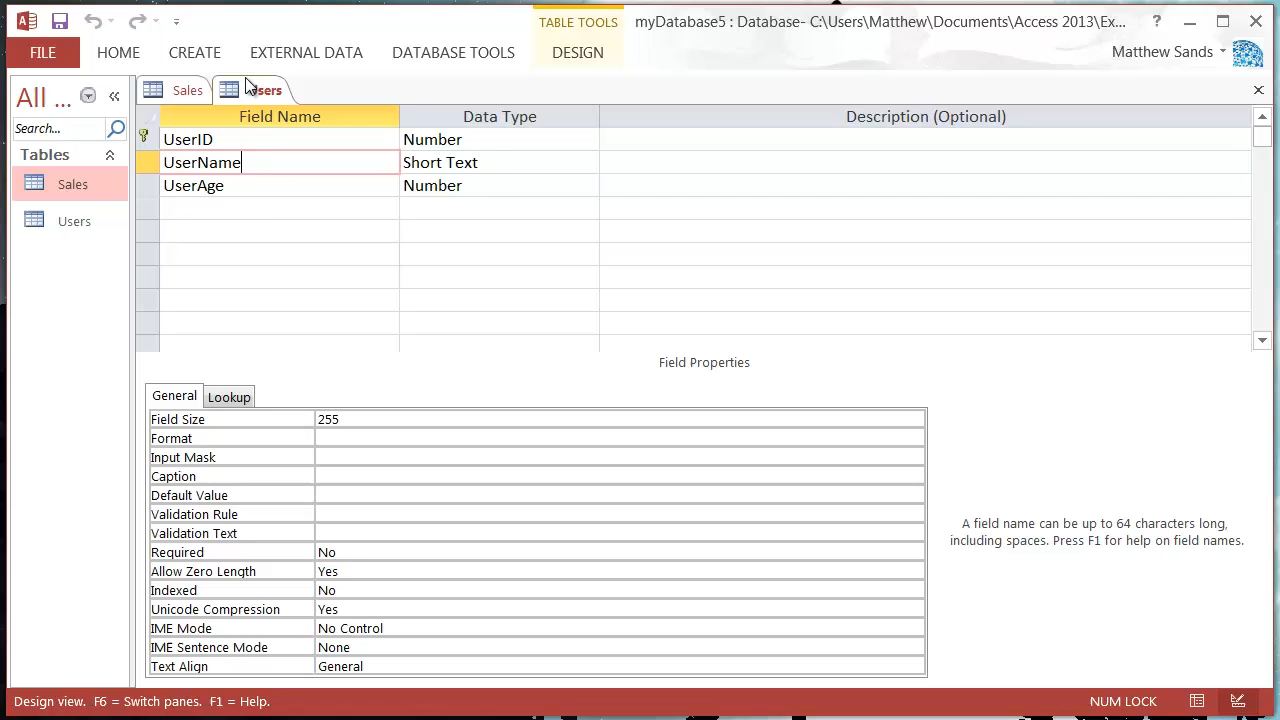 TABLE TOOLS
myDatabase5 : Database- C:\Users\Matthew\Documents\Access 2013\Ex...
?
FILE
HOME
CREATE
EXTERNAL DATA
DATABASE TOOLS
DESIGN
Matthew Sands
All ...
Search...
Tables
Sales
Users
Sales
Users
Field Name
Data Type
Description (Optional)
UserID
Number
UserName
Short Text
UserAge
Number
Field Properties
General
Lookup
Field Size
255
Format
Input Mask
Caption
Default Value
Validation Rule
Validation Text
Required
No
Allow Zero Length
Yes
Indexed
No
Unicode Compression
Yes
IME Mode
No Control
IME Sentence Mode
None
Text Align
General
A field name can be up to 64 characters long,
including spaces. Press F1 for help on field names.
Design view.  F6 = Switch panes.  F1 = Help.
NUM LOCK